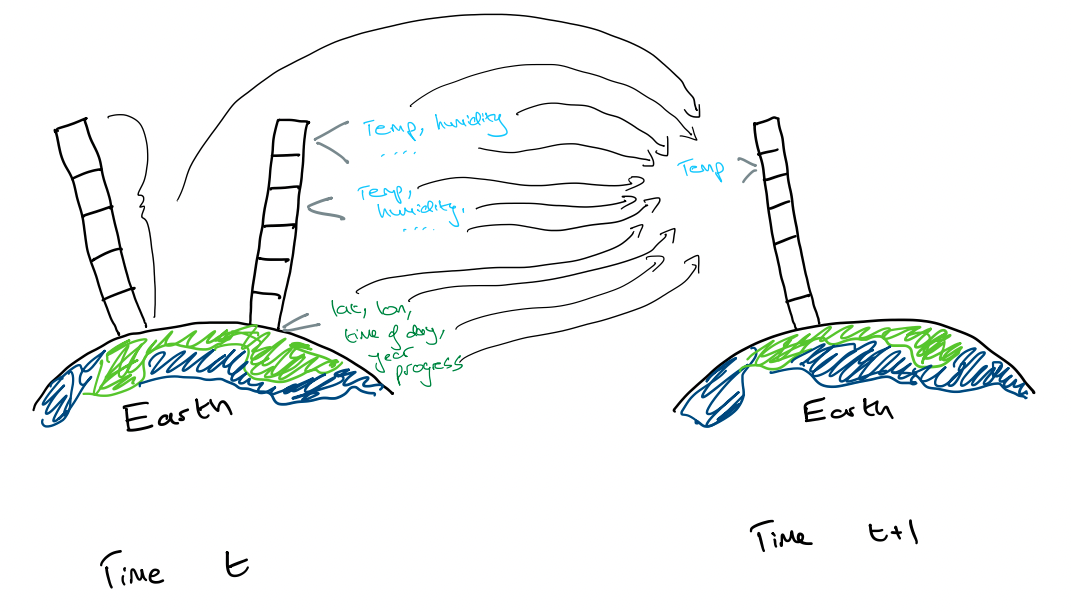 Temp, humidity
....
Temp,
humidity,
....
Temp
lat, lon,
time of day,
year
progress
Earth
Earth
Time t
Time t+1